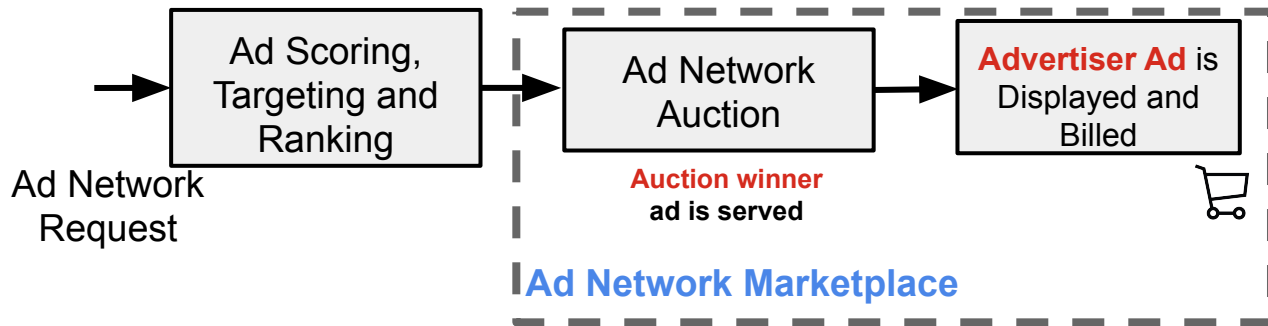 Ad Network
Request
Ad Scoring,
Targeting and
Ranking
Ad Network
Auction
Auction winner
ad is served
Advertiser Ad is
Displayed and
Billed
Ad Network Marketplace